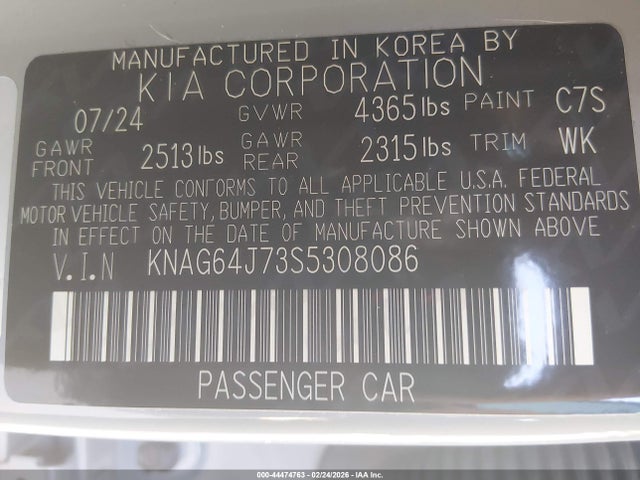 MANUFACTURED IN KOREA BY
KIA CORPORATION
07/24 GVWR 4365 lbs PAINT C7S
GAWR FRONT 2513 lbs GAWR REAR 2315 lbs TRIM WK
THIS VEHICLE CONFORMS TO ALL APPLICABLE U.S.A. FEDERAL
MOTOR VEHICLE SAFETY, BUMPER, AND THEFT PREVENTION STANDARDS
IN EFFECT ON THE DATE OF MANUFACTURE SHOWN ABOVE
V.I.N KNAG64J73S5308086
PASSENGER CAR
000-44474763 - 02/24/2026 - IAA Inc.